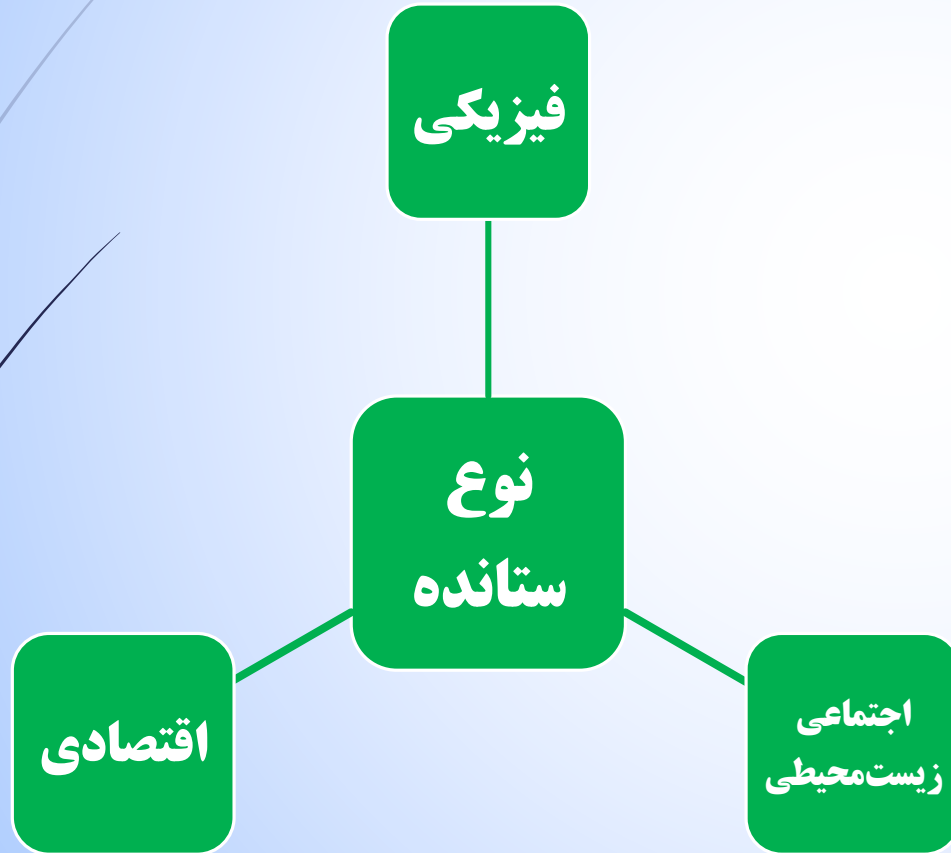 فیزیکی
نوع
ستانده
اجتماعی
زیست‌محیطی
اقتصادی